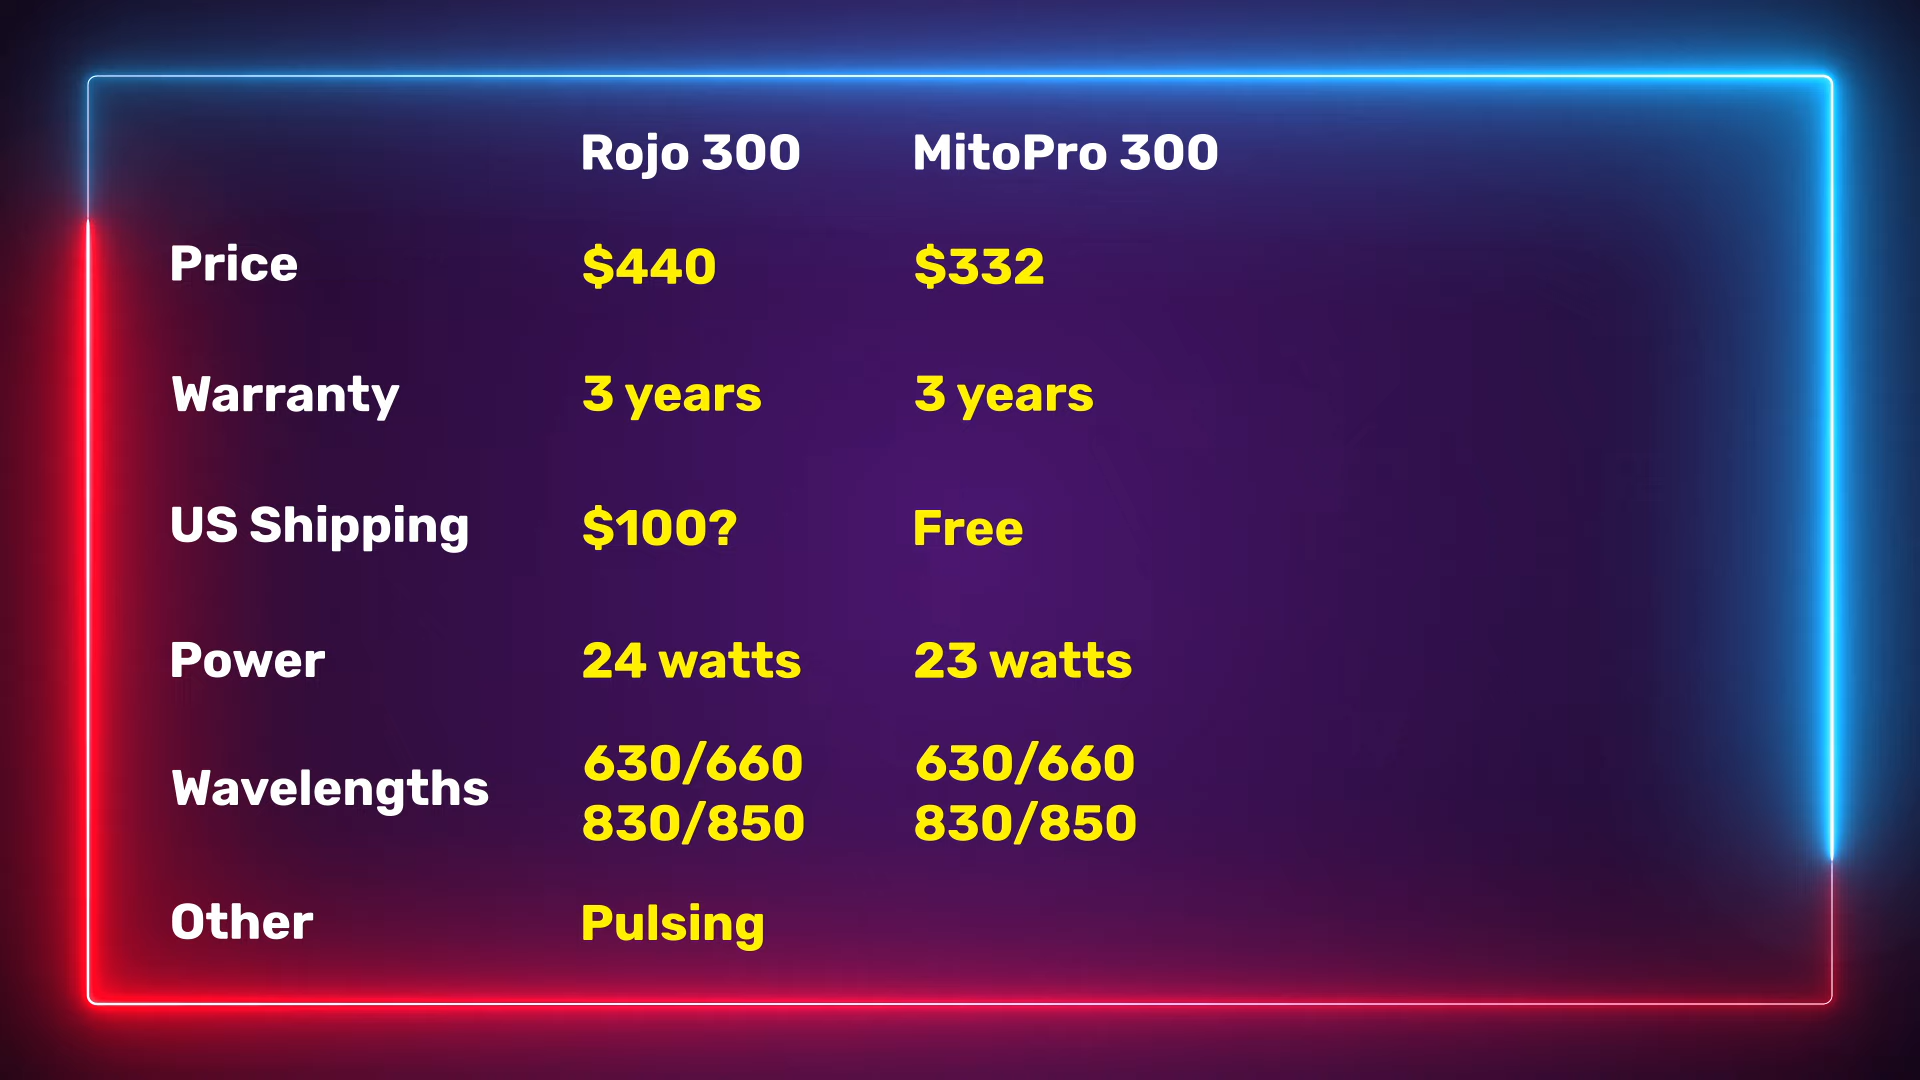 Rojo 300 MitoPro 300
Price $440 $332
Warranty 3 years 3 years
US Shipping $100? Free
Power 24 watts 23 watts
Wavelengths 630/660 630/660
830/850 830/850
Other Pulsing